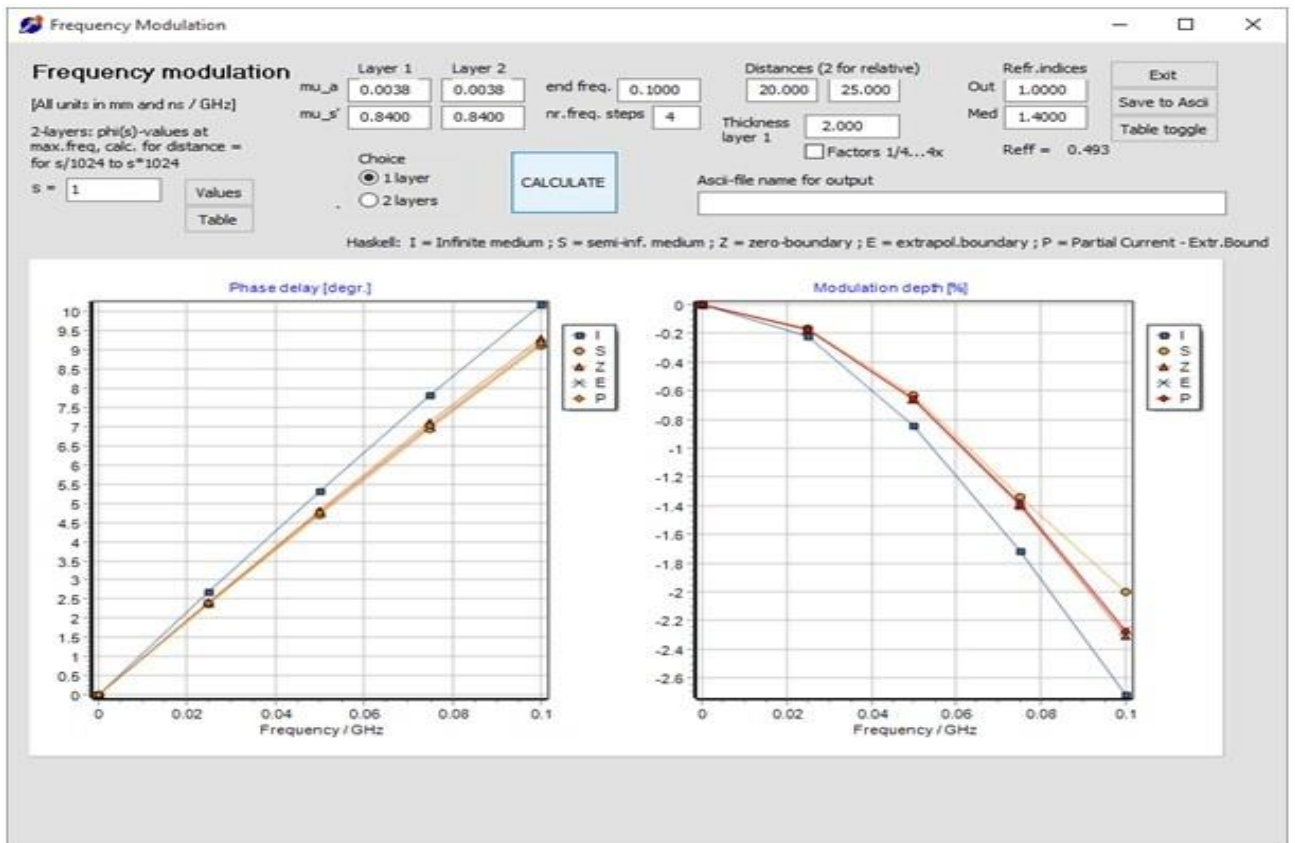 Frequency Modulation
Frequency modulation
[All units in mm and ns / GHz]
2-layers: phi(s)-values at
max.freq, calc. for distance =
for s/1024 to s*1024
s = 1
Values
Table
Layer 1 Layer 2
mu_a 0.0038 0.0038
mu_s' 0.8400 0.8400
end freq. 0.1000
nr.freq. steps 4
Choice
1 layer
2 layers
CALCULATE
Distances (2 for relative)
20.000 25.000
Thickness
layer 1
2.000
Factors 1/4...4x
Refr.indices
Out 1.0000
Med 1.4000
Reff = 0.493
Exit
Save to Ascii
Table toggle
Ascii-file name for output
Haskell: I = Infinite medium ; S = semi-inf. medium ; Z = zero-boundary ; E = extrapol.boundary ; P = Partial Current - Extr.Bound
Phase delay [degr.]
10
9.5
9
8.5
8
7.5
7
6.5
6
5.5
5
4.5
4
3.5
3
2.5
2
1.5
1
0.5
0
0 0.02 0.04 0.06 0.08 0.1
Frequency / GHz
I
S
Z
E
P
Modulation depth [%]
0
-0.2
-0.4
-0.6
-0.8
-1
-1.2
-1.4
-1.6
-1.8
-2
-2.2
-2.4
-2.6
0 0.02 0.04 0.06 0.08 0.1
Frequency / GHz
I
S
Z
E
P